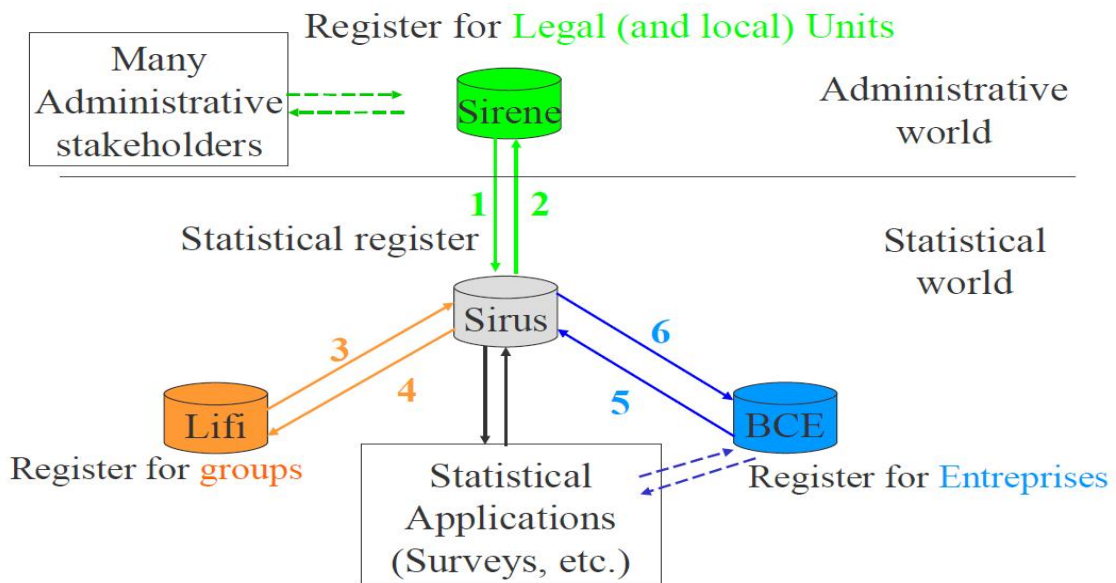 Register for Legal (and local) Units
Many
Administrative
stakeholders
Sirene
Administrative
world
1
2
Statistical register
Statistical
world
Sirus
3
4
6
5
Lifi
Register for groups
BCE
Register for Entreprises
Statistical
Applications
(Surveys, etc.)